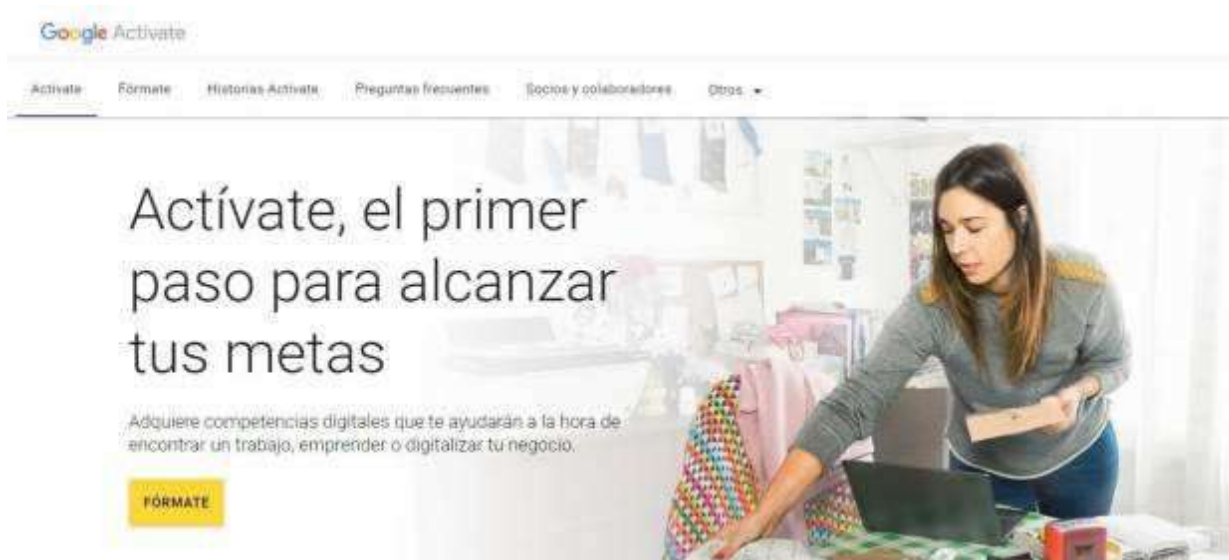 Google Actívate
Actívate Fórmate Historias Actívate Preguntas frecuentes Socios y colaboradores Otros
Actívate, el primer
paso para alcanzar
tus metas
Adquiere competencias digitales que te ayudarán a la hora de
encontrar un trabajo, emprender o digitalizar tu negocio.
FÓRMATE